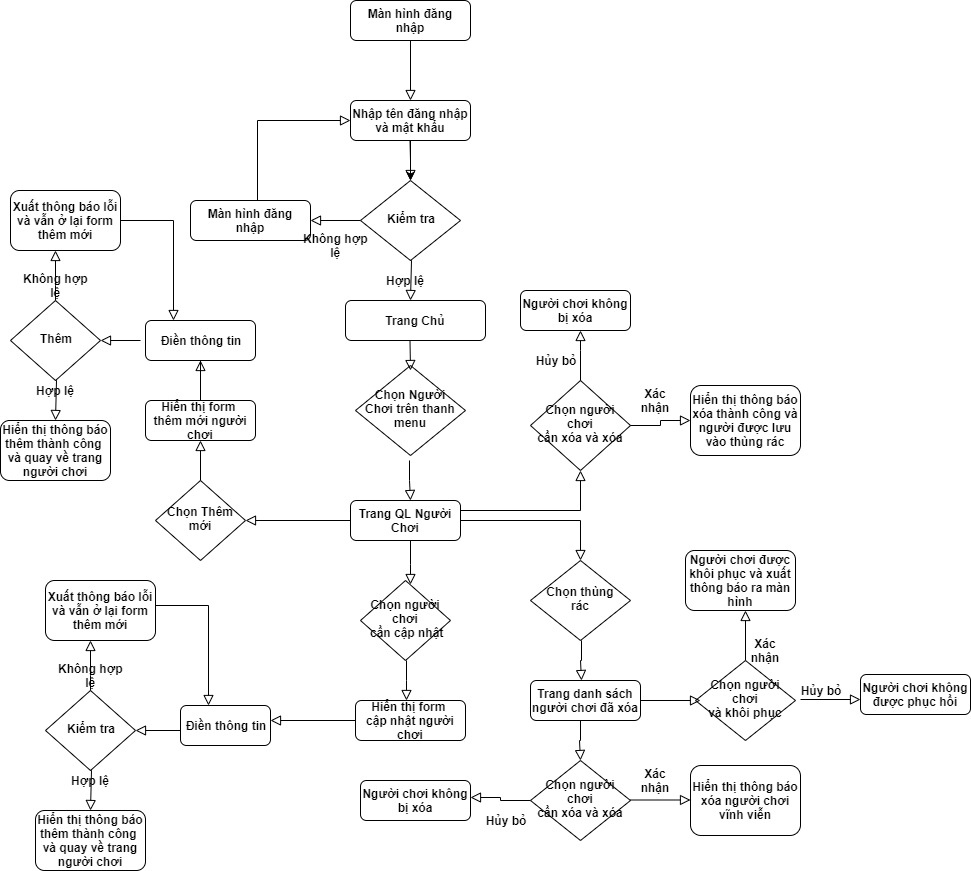 Màn hình đăng
nhập
Nhập tên đăng nhập
và mật khẩu
Màn hình đăng
nhập
Kiểm tra
Không hợp
lệ
Hợp lệ
Trang Chủ
Chọn Người
Chơi trên thanh
menu
Trang QL Người
Chơi
Xuất thông báo lỗi
và vẫn ở lại form
thêm mới
Không hợp
lệ
Thêm
Điền thông tin
Hợp lệ
Hiển thị thông báo
thêm thành công
và quay về trang
người chơi
Hiển thị form
thêm mới người
chơi
Chọn Thêm
mới
Người chơi không
bị xóa
Hủy bỏ
Chọn người
chơi
cần xóa và xóa
Xác
nhận
Hiển thị thông báo
xóa thành công và
người được lưu
vào thùng rác
Chọn thùng
rác
Trang danh sách
người chơi đã xóa
Người chơi được
khôi phục và xuất
thông báo ra màn
hình
Xác
nhận
Chọn người
chơi
và khôi phục
Hủy bỏ
Người chơi không
được phục hồi
Chọn người
chơi
cần xóa và xóa
Xác
nhận
Hiển thị thông báo
xóa người chơi
vĩnh viễn
Hủy bỏ
Người chơi không
bị xóa
Chọn người
chơi
cần cập nhật
Hiển thị form
cập nhật người
chơi
Điền thông tin
Xuất thông báo lỗi
và vẫn ở lại form
thêm mới
Không hợp
lệ
Kiểm tra
Hợp lệ
Hiển thị thông báo
thêm thành công
và quay về trang
người chơi